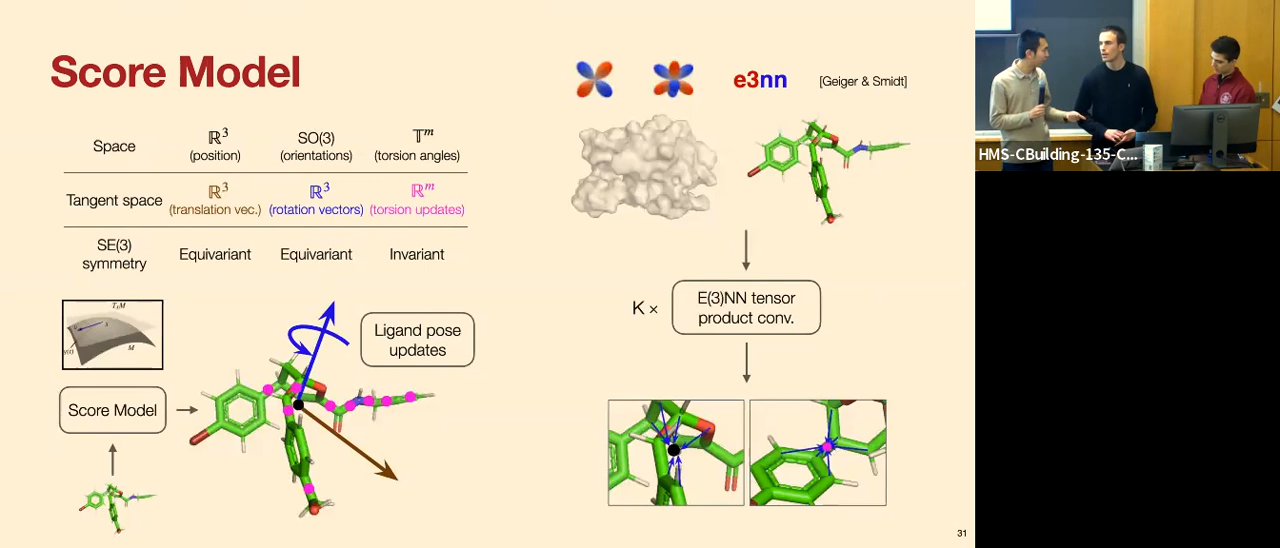 Score Model
Space
ℝ³
(position)
SO(3)
(orientations)
𝕋ᵐ
(torsion angles)
Tangent space
ℝ³
(translation vec.)
ℝ³
(rotation vectors)
ℝᵐ
(torsion updates)
SE(3)
symmetry
Equivariant
Equivariant
Invariant
M
Ligand pose
updates
Score Model
e3nn
[Geiger & Smidt]
K ×
E(3)NN tensor
product conv.
31
HMS-CBuilding-135-C...